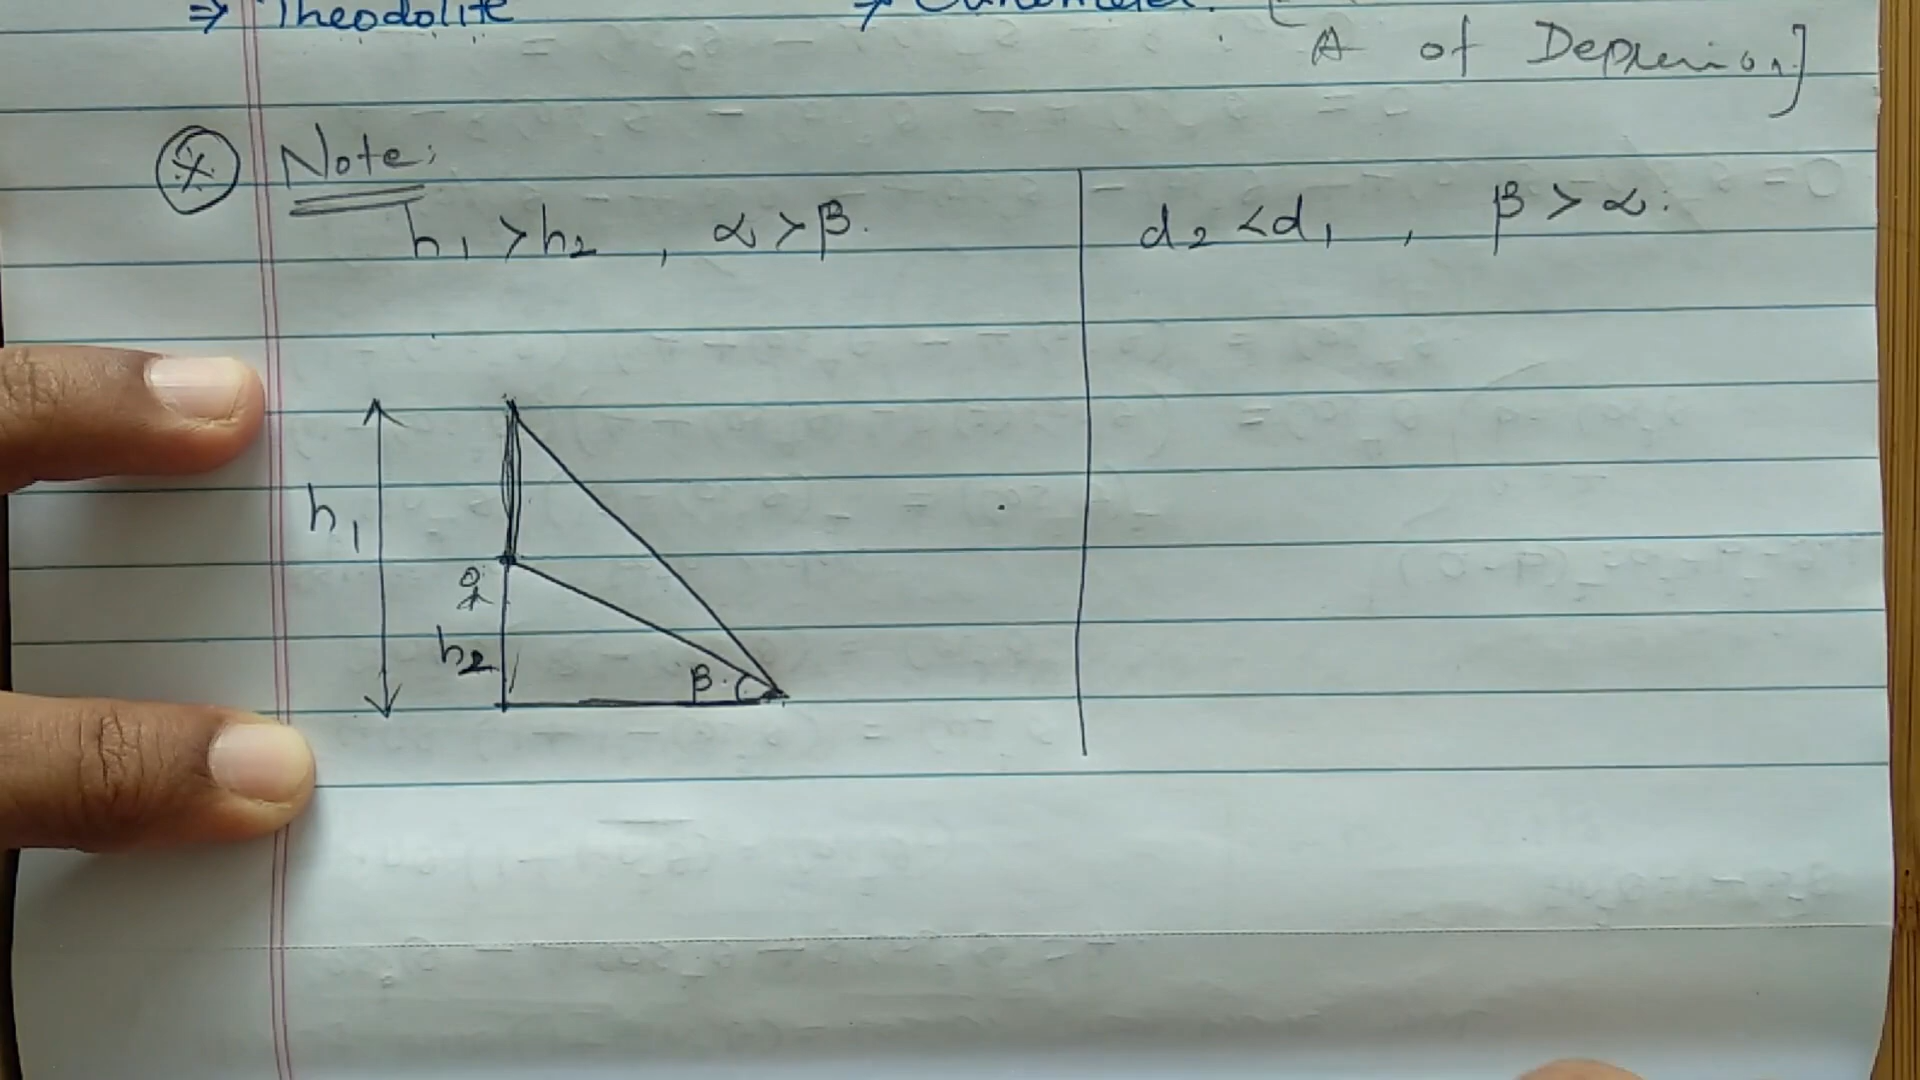 ⇒ Theodolite
A of Depression]
Note:
h₁ > h₂ , α > β.
d₂ < d₁ , β > α.
h₁
h₂
β